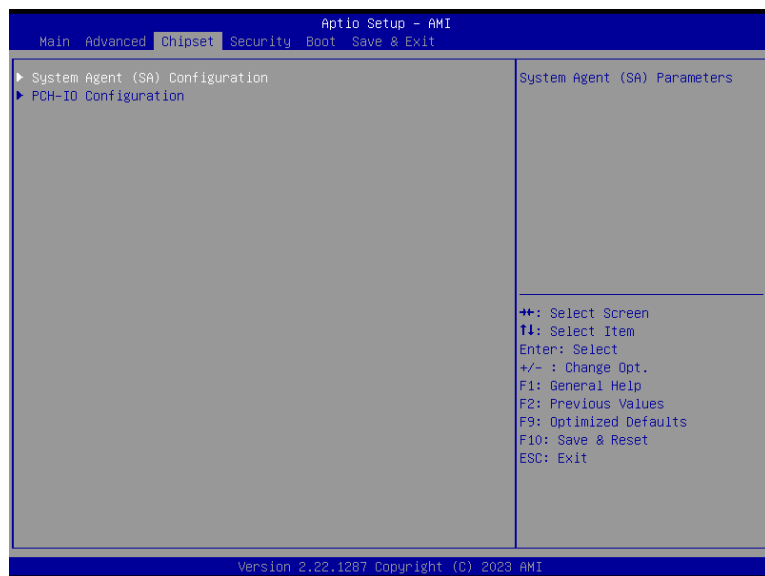 Aptio Setup - AMI
Main Advanced Chipset Security Boot Save & Exit
▶ System Agent (SA) Configuration
▶ PCH-IO Configuration
System Agent (SA) Parameters
→←: Select Screen
↑↓: Select Item
Enter: Select
+/- : Change Opt.
F1: General Help
F2: Previous Values
F9: Optimized Defaults
F10: Save & Reset
ESC: Exit
Version 2.22.1287 Copyright (C) 2023 AMI